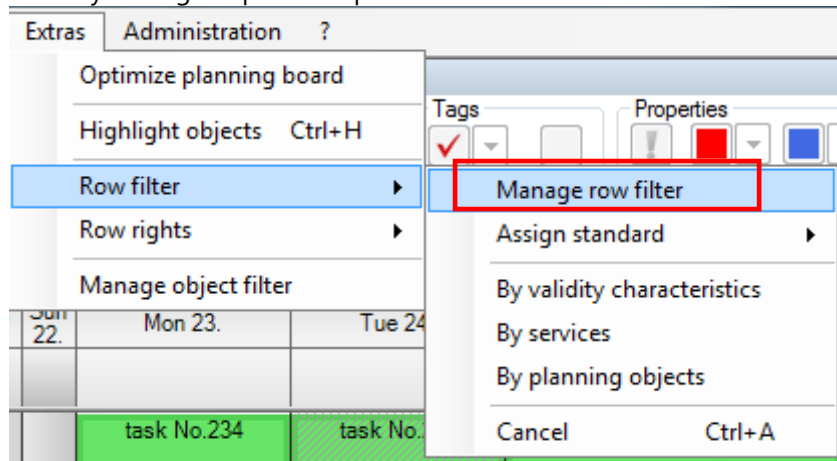 Extras Administration ?
Optimize planning board
Tags Properties
Highlight objects Ctrl+H
Row filter Manage row filter
Row rights Assign standard
Manage object filter By validity characteristics
22. Mon 23. Tue 24
By services
By planning objects
task No.234 task No. Cancel Ctrl+A